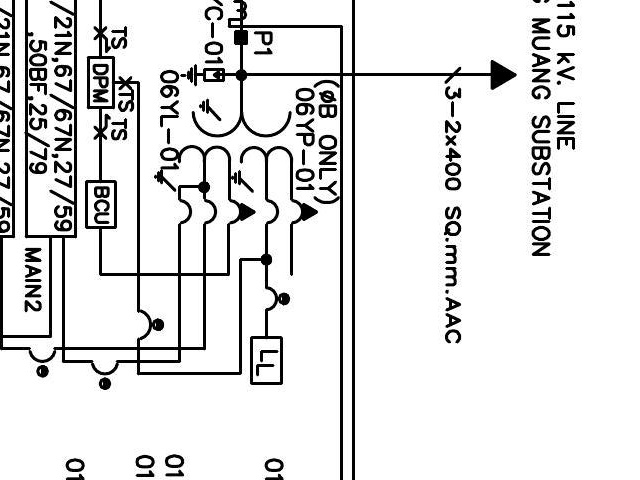 115 kV. LINE
MUANG SUBSTATION
3-2x400 SQ.mm.AAC
(øB ONLY)
06YP-01
P1
YC-01
06YL-01
TS
DPM
TS
TS
BCU
/21N,67/67N,27/59
,50BF,25/79
/21N,67/67N,27/59
MAIN2
LL
01
01
01
01